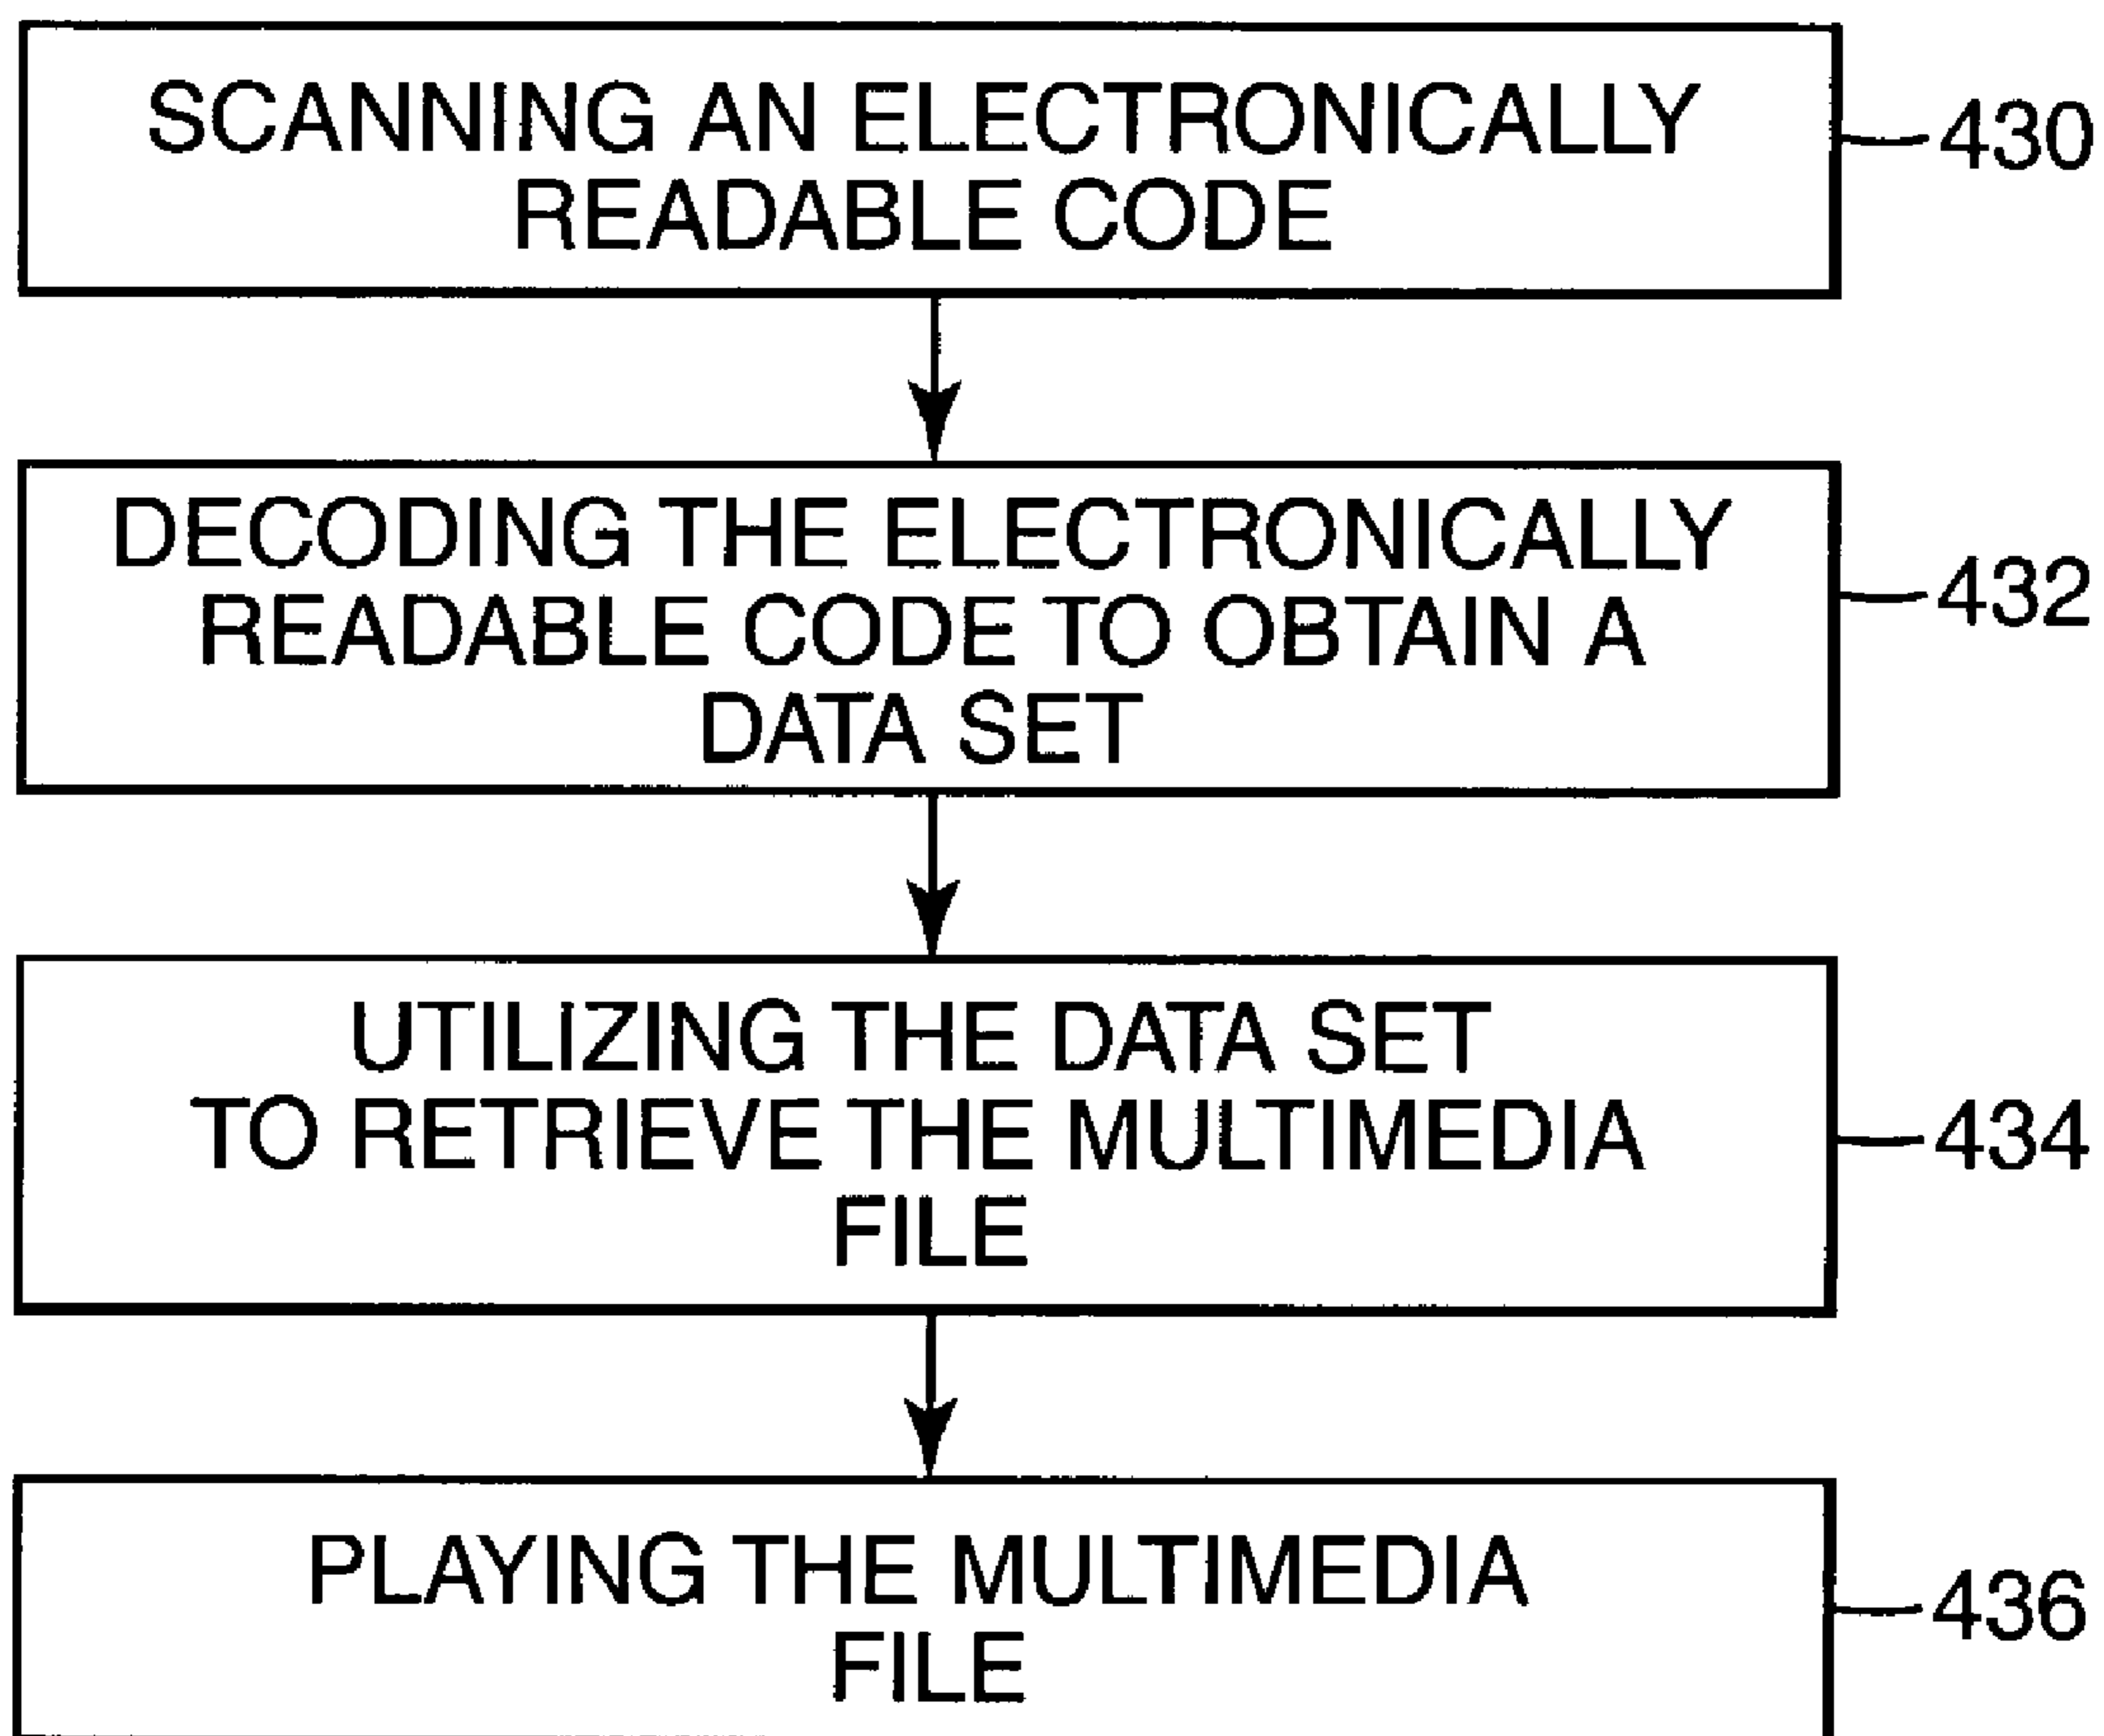 SCANNING AN ELECTRONICALLY
READABLE CODE
430
DECODING THE ELECTRONICALLY
READABLE CODE TO OBTAIN A
DATA SET
432
UTILIZING THE DATA SET
TO RETRIEVE THE MULTIMEDIA
FILE
434
PLAYING THE MULTIMEDIA
FILE
436